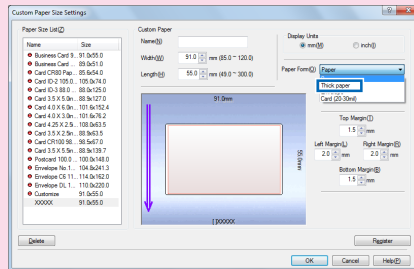 Custom Paper Size Settings
Paper Size List(Z)
Name Size
Business Card 9... 91.0x55.0
Business Card ... 89.0x51.0
Card CR80 Pap... 85.6x54.0
Card ID-2 105.0... 105.0x74.0
Card ID-3 88.0 ... 88.0x125.0
Card 3.5 X 5.0in... 88.9x127.0
Card 4.0 X 6.0in... 101.6x152.4
Card 4.0 X 3.0in... 101.6x76.2
Card 4.25 X 2.5... 108.0x63.5
Card 3.5 X 2.5in... 88.9x63.5
Card CR100 98... 98.5x67.0
Card 3.5 X 5.5in... 88.9x139.7
Postcard 100.0 ... 100.0x148.0
Envelope No.1... 104.8x241.3
Envelope C6 11... 114.0x162.0
Envelope DL 1... 110.0x220.0
Customize 91.0x55.0
XXXXX 91.0x55.0
Delete
Custom Paper
Name(N)
Width(W) 91.0 mm (85.0 ~ 120.0)
Length(H) 55.0 mm (49.0 ~ 300.0)
91.0mm
55.0mm
[ ]XXXXX
Display Units
mm(M) inch(I)
Paper Form(O) Paper
Thick paper
Card (20-30mil)
Top Margin(T)
1.5 mm
Left Margin(L) Right Margin(R)
2.0 mm 2.0 mm
Bottom Margin(B)
1.5 mm
Register
OK Cancel Help(P)